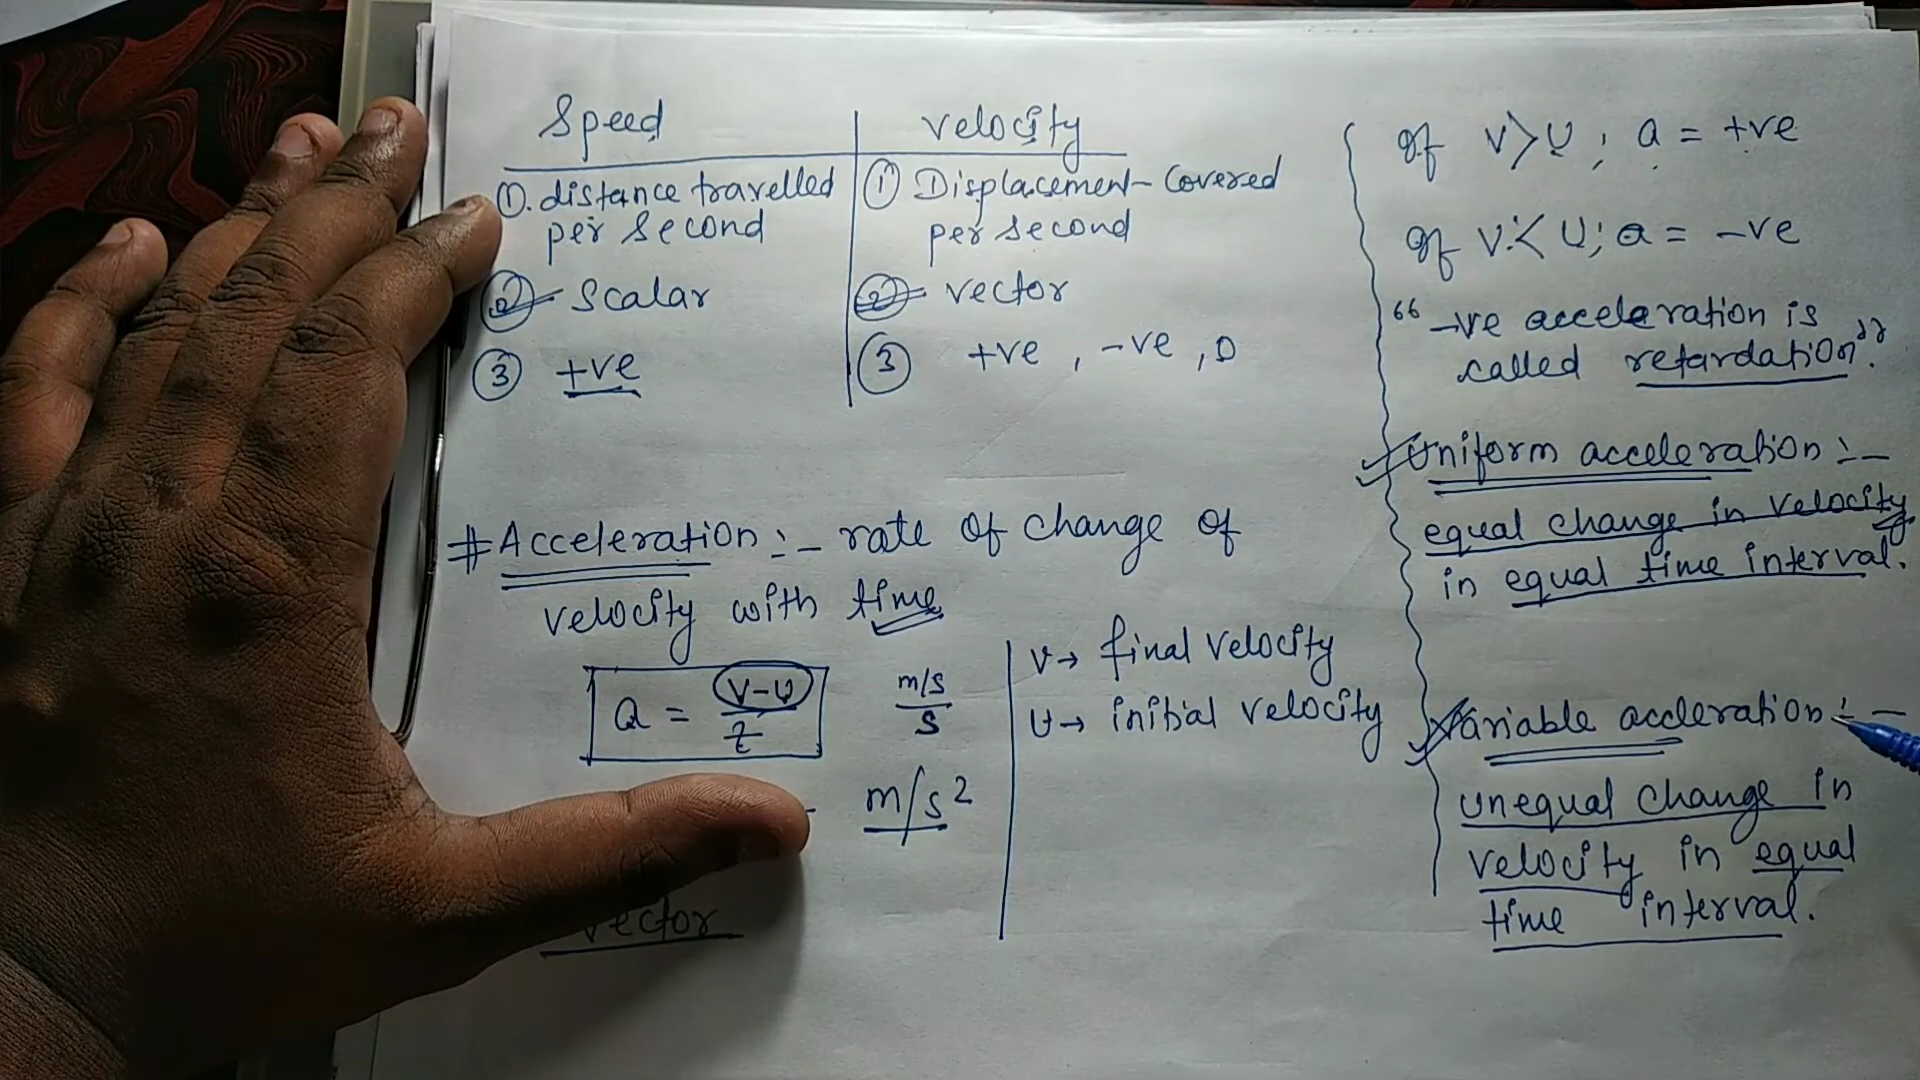 Speed
① distance travelled
per second
② scalar
③ +ve
velocity
① Displacement covered
per second
② vector
③ +ve , -ve , 0
# Acceleration :- rate of change of
velocity with time
a = v-u / t
m/s / s
m/s²
vector
v → final velocity
u → initial velocity
If v > u ; a = +ve
If v < u ; a = -ve
"-ve acceleration is
called retardation".
Uniform acceleration :-
equal change in velocity
in equal time interval.
Variable accleration :-
unequal change in
velocity in equal
time interval.